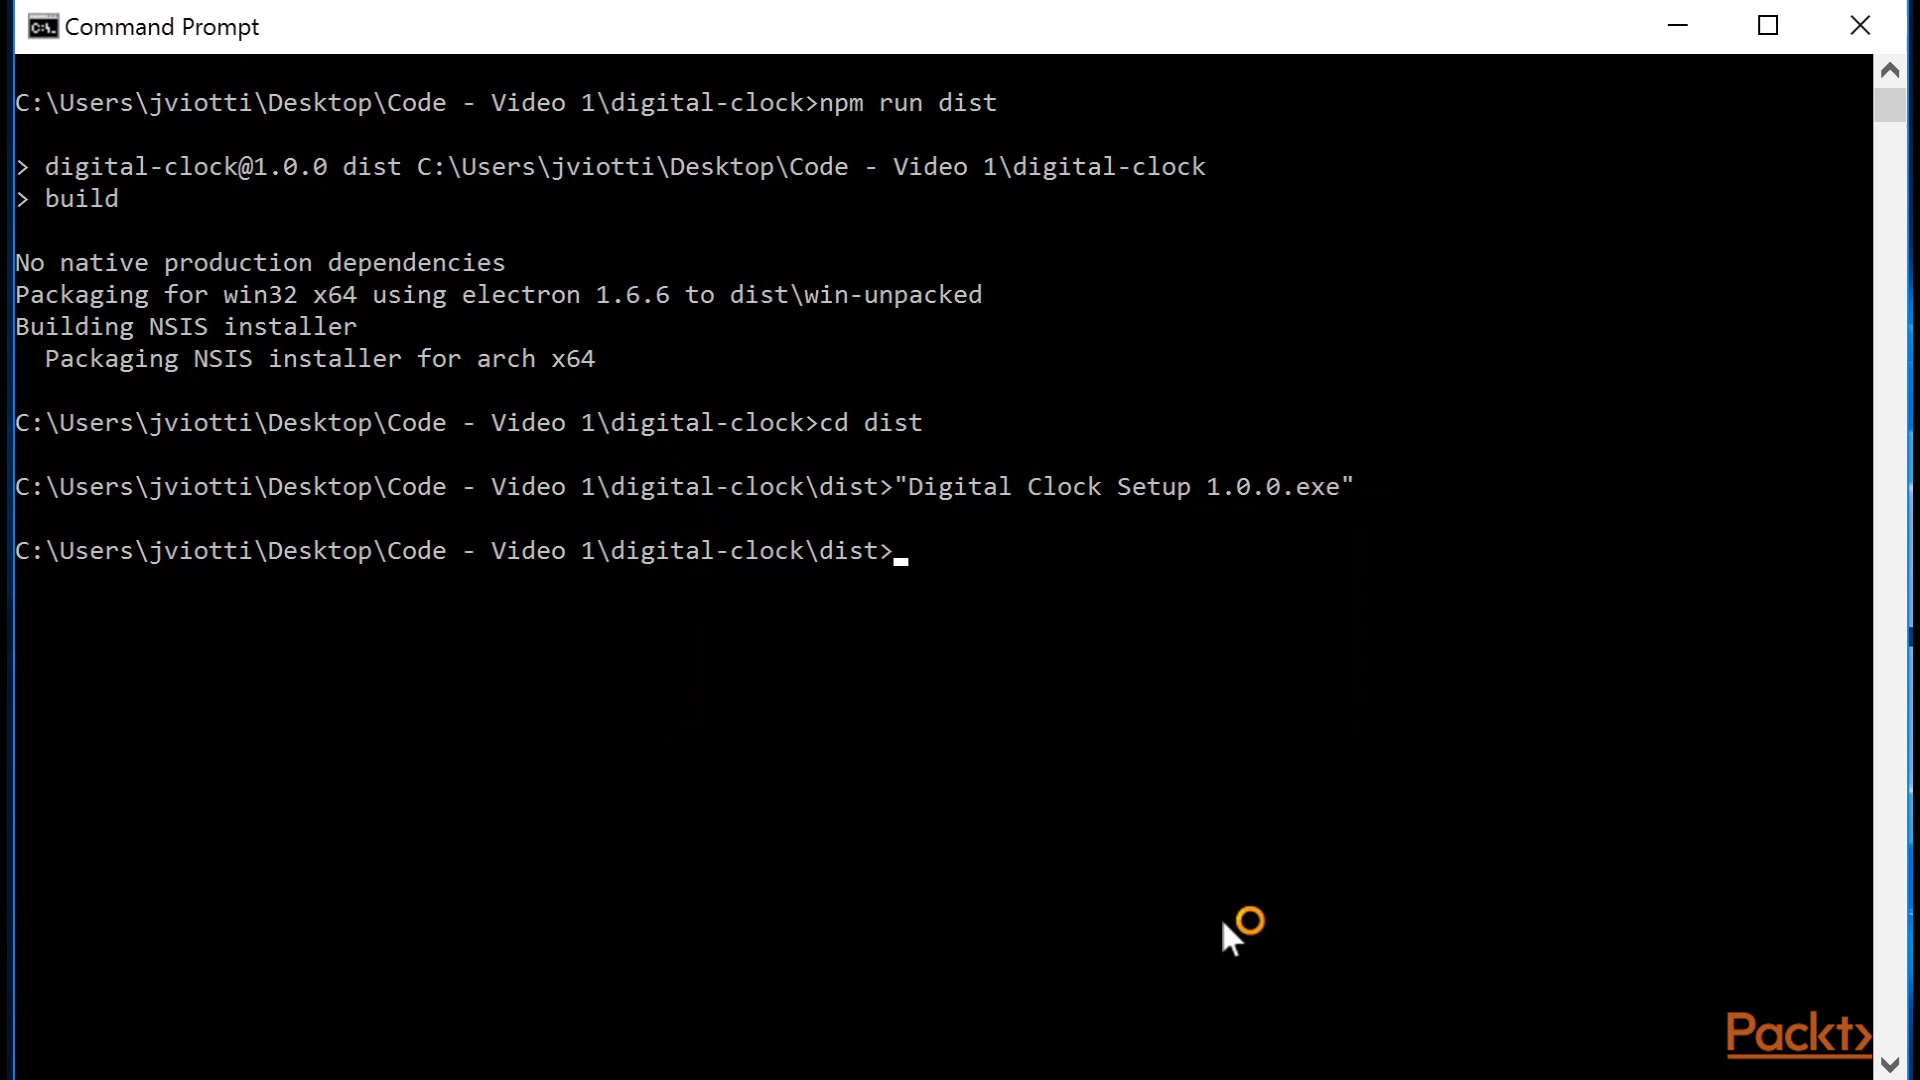 Command Prompt
C:\Users\jviotti\Desktop\Code - Video 1\digital-clock>npm run dist
> digital-clock@1.0.0 dist C:\Users\jviotti\Desktop\Code - Video 1\digital-clock
> build
No native production dependencies
Packaging for win32 x64 using electron 1.6.6 to dist\win-unpacked
Building NSIS installer
  Packaging NSIS installer for arch x64
C:\Users\jviotti\Desktop\Code - Video 1\digital-clock>cd dist
C:\Users\jviotti\Desktop\Code - Video 1\digital-clock\dist>"Digital Clock Setup 1.0.0.exe"
C:\Users\jviotti\Desktop\Code - Video 1\digital-clock\dist>
Packt>